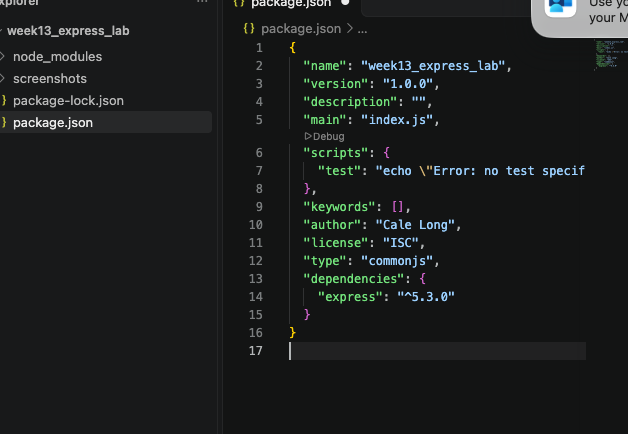 xplorer
week13_express_lab
node_modules
screenshots
package-lock.json
package.json
package.json
Use yo
your M
{} package.json > ...
1 {
2 "name": "week13_express_lab",
3 "version": "1.0.0",
4 "description": "",
5 "main": "index.js",
Debug
6 "scripts": {
7 "test": "echo \"Error: no test specif
8 },
9 "keywords": [],
10 "author": "Cale Long",
11 "license": "ISC",
12 "type": "commonjs",
13 "dependencies": {
14 "express": "^5.3.0"
15 }
16 }
17